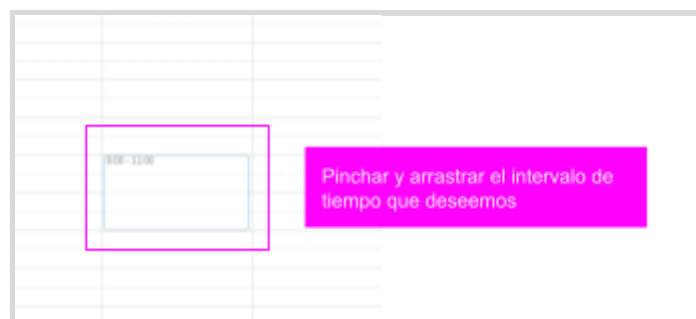 9:00 - 11:00
Pinchar y arrastrar el intervalo de
tiempo que deseemos